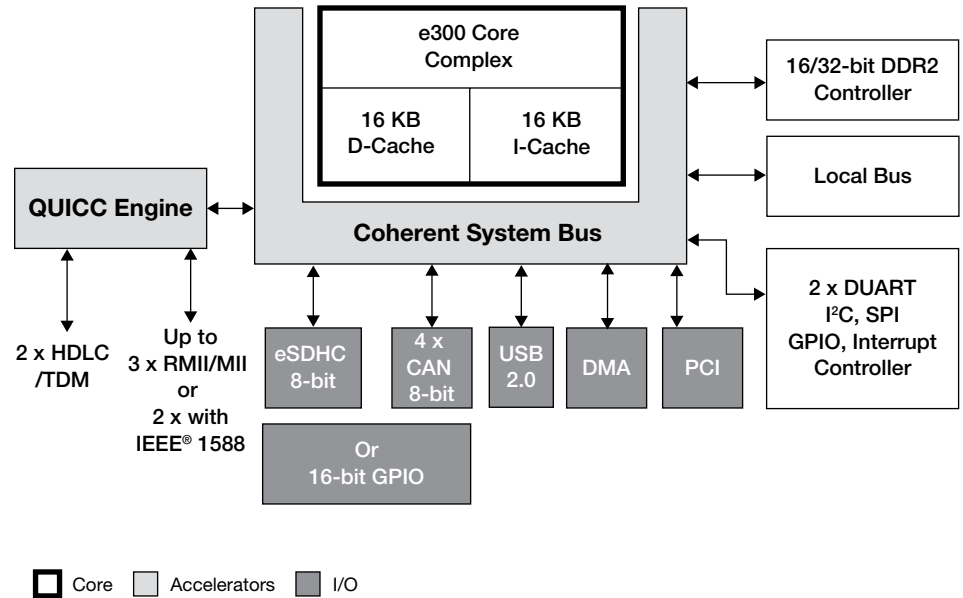 e300 Core
Complex
16 KB
D-Cache
16 KB
I-Cache
16/32-bit DDR2
Controller
Local Bus
QUICC Engine
Coherent System Bus
2 x DUART
I²C, SPI
GPIO, Interrupt
Controller
2 x HDLC
/TDM
Up to
3 x RMII/MII
or
2 x with
IEEE® 1588
eSDHC
8-bit
4 x
CAN
8-bit
USB
2.0
DMA
PCI
Or
16-bit GPIO
Core
Accelerators
I/O